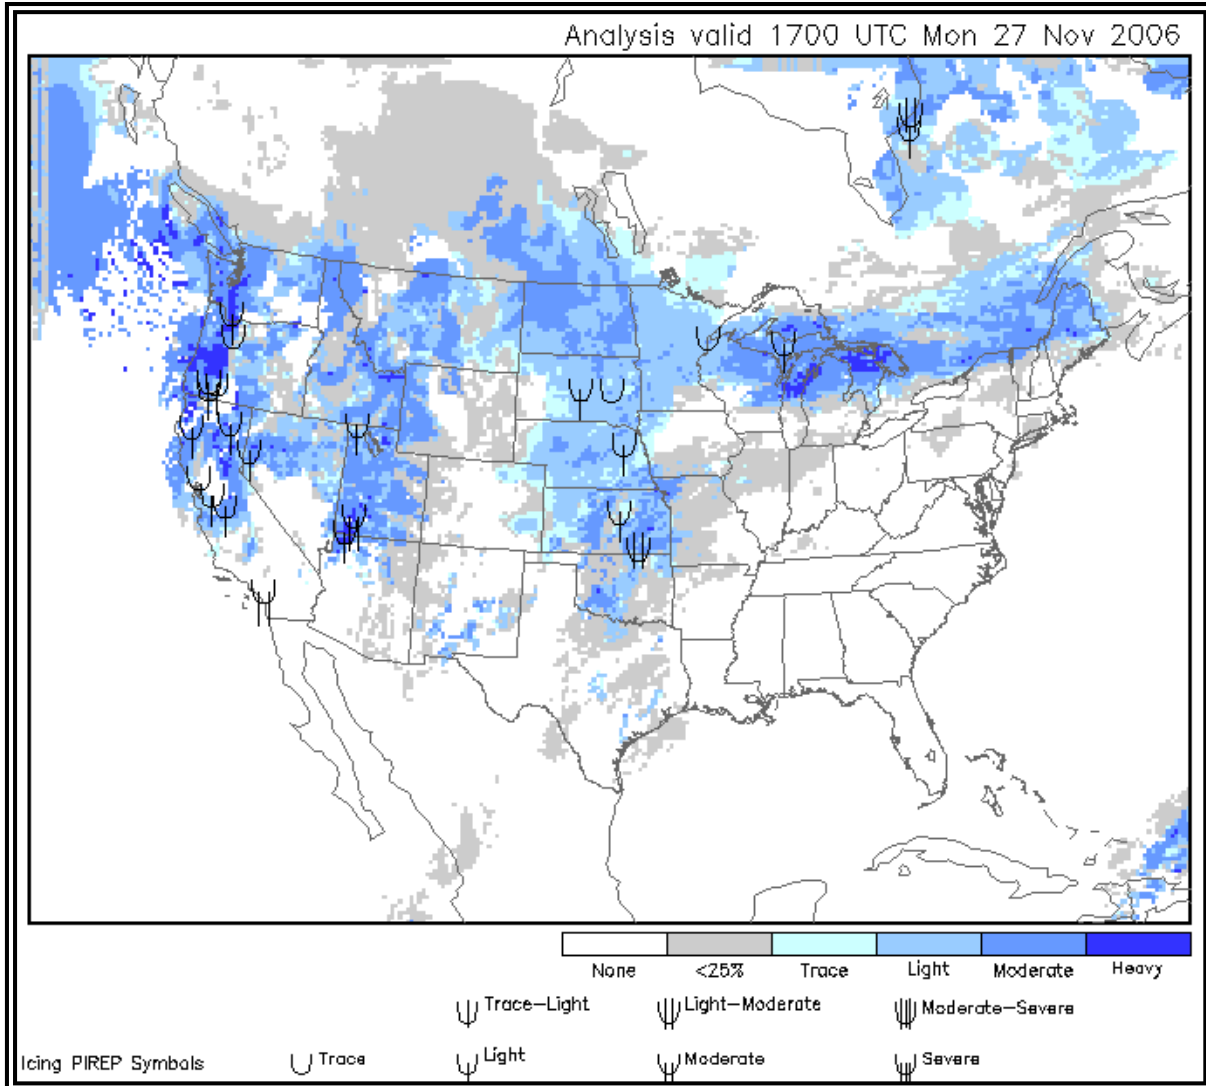 Analysis valid 1700 UTC Mon 27 Nov 2006
None <25% Trace Light Moderate Heavy
Trace-Light Light-Moderate Moderate-Severe
Icing PIREP Symbols Trace Light Moderate Severe